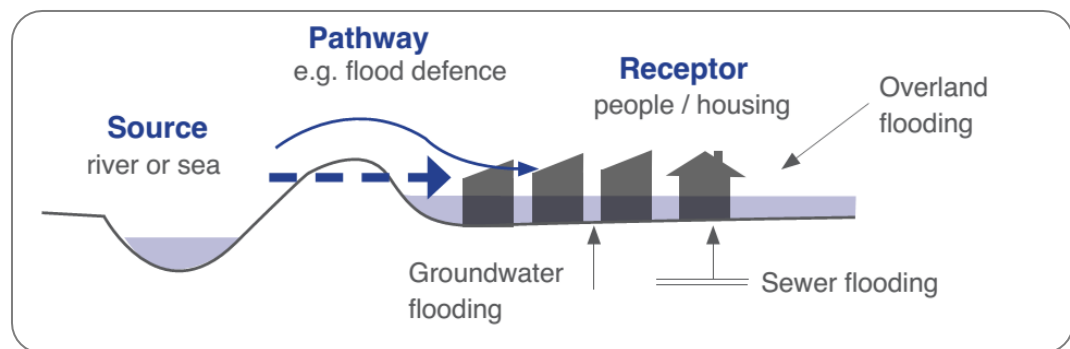 Pathway
e.g. flood defence
Receptor
people / housing
Overland
flooding
Source
river or sea
Groundwater
flooding
Sewer flooding